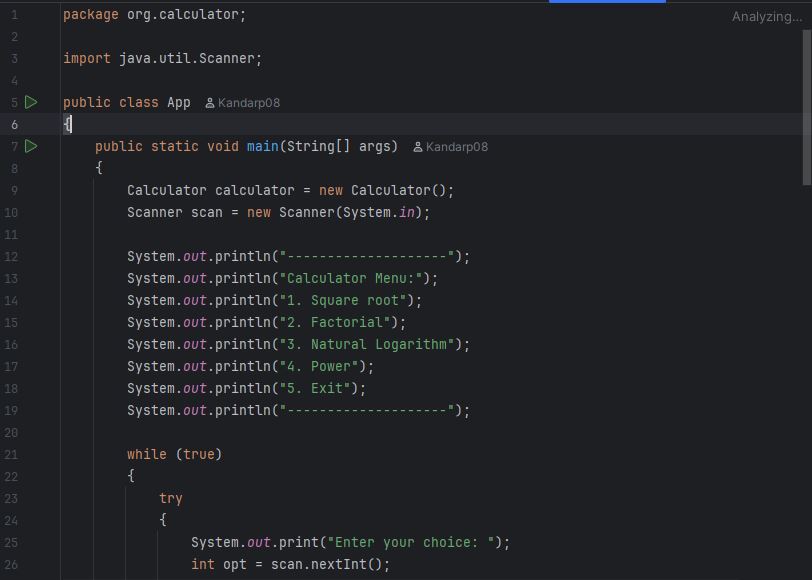 Analyzing...
1 package org.calculator;
2
3 import java.util.Scanner;
4
5 public class App Kandarp08
6 {
7 public static void main(String[] args) Kandarp08
8 {
9 Calculator calculator = new Calculator();
10 Scanner scan = new Scanner(System.in);
11
12 System.out.println("--------------------");
13 System.out.println("Calculator Menu:");
14 System.out.println("1. Square root");
15 System.out.println("2. Factorial");
16 System.out.println("3. Natural Logarithm");
17 System.out.println("4. Power");
18 System.out.println("5. Exit");
19 System.out.println("--------------------");
20
21 while (true)
22 {
23 try
24 {
25 System.out.print("Enter your choice: ");
26 int opt = scan.nextInt();